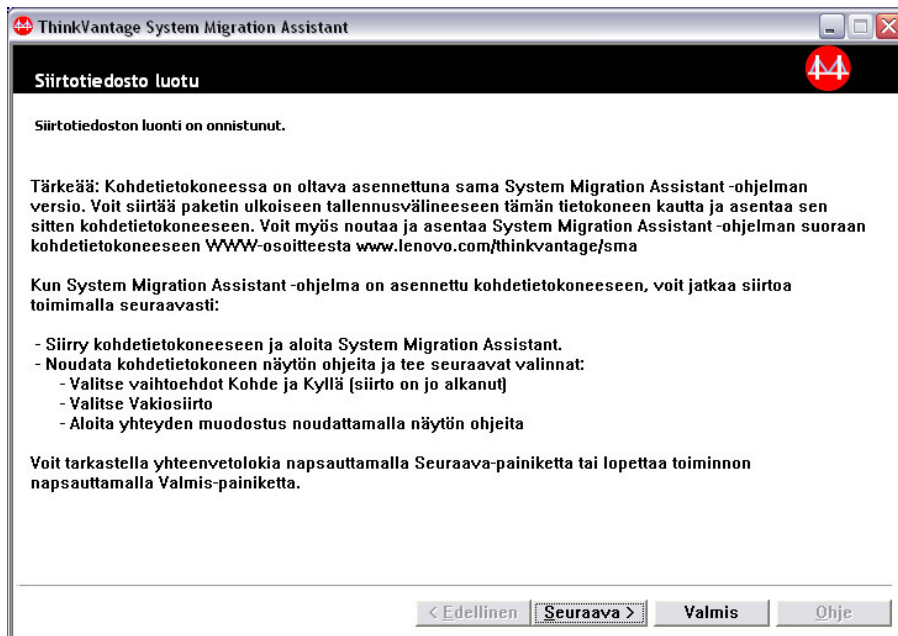 ThinkVantage System Migration Assistant
Siirtotiedosto luotu
Siirtotiedoston luonti on onnistunut.
Tärkeää: Kohdetietokoneessa on oltava asennettuna sama System Migration Assistant -ohjelman
versio. Voit siirtää paketin ulkoiseen tallennusvälineeseen tämän tietokoneen kautta ja asentaa sen
sitten kohdetietokoneeseen. Voit myös noutaa ja asentaa System Migration Assistant -ohjelman suoraan
kohdetietokoneeseen WWW-osoitteesta www.lenovo.com/thinkvantage/sma
Kun System Migration Assistant -ohjelma on asennettu kohdetietokoneeseen, voit jatkaa siirtoa
toimimalla seuraavasti:
- Siirry kohdetietokoneeseen ja aloita System Migration Assistant.
- Noudata kohdetietokoneen näytön ohjeita ja tee seuraavat valinnat:
- Valitse vaihtoehdot Kohde ja Kyllä (siirto on jo alkanut)
- Valitse Vakiosiirto
- Aloita yhteyden muodostus noudattamalla näytön ohjeita
Voit tarkastella yhteenvetolokia napsauttamalla Seuraava-painiketta tai lopettaa toiminnon
napsauttamalla Valmis-painiketta.
< Edellinen Seuraava > Valmis Ohje